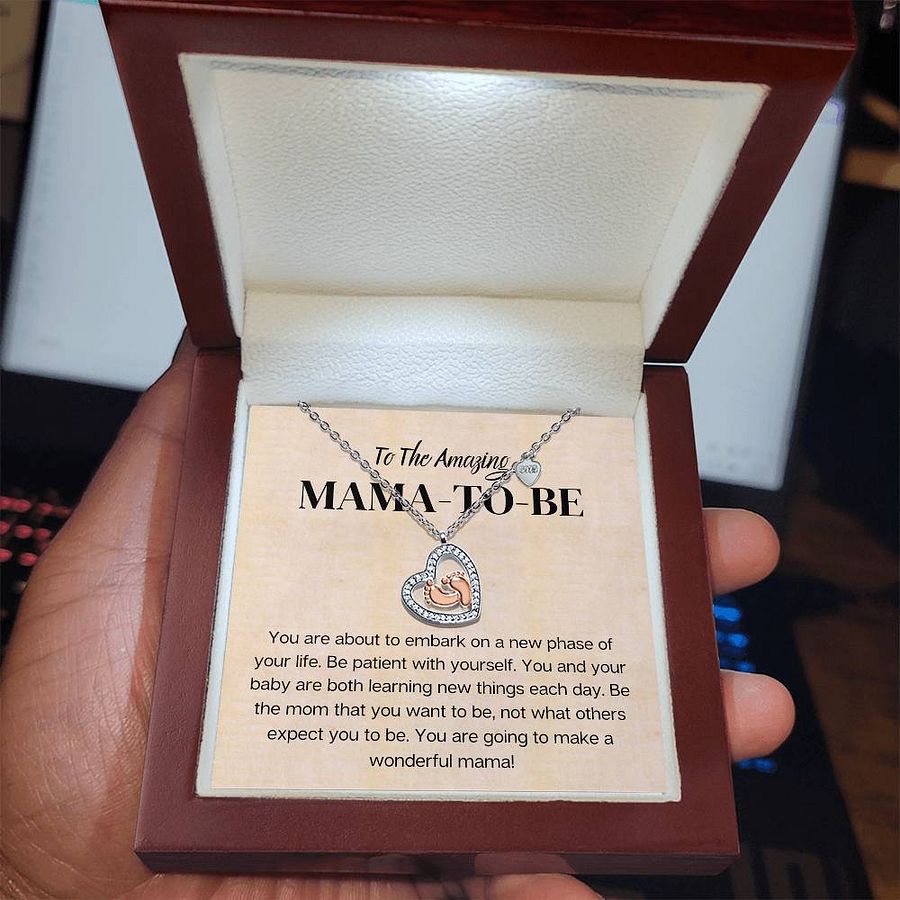 To The Amazing
MAMA-TO-BE
You are about to embark on a new phase of
your life. Be patient with yourself. You and your
baby are both learning new things each day. Be
the mom that you want to be, not what others
expect you to be. You are going to make a
wonderful mama!